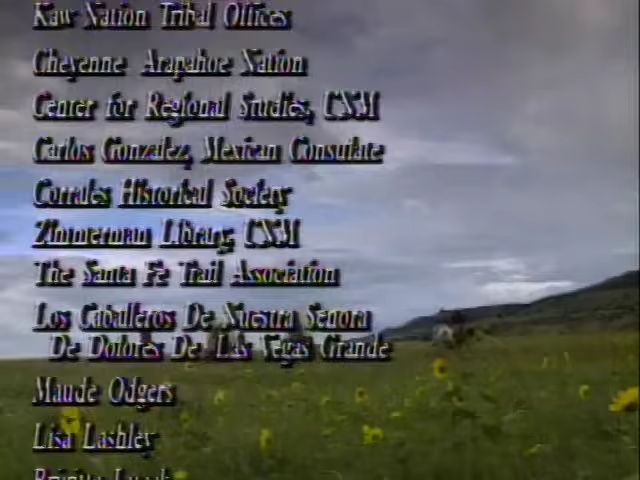 Kaw Nation Tribal Offices
Cheyenne Arapahoe Nation
Center for Regional Studies, UNM
Carlos Gonzalez, Mexican Consulate
Corrales Historical Society
Zimmerman Library, UNM
The Santa Fe Trail Association
Los Caballeros De Nuestra Senora
De Dolores De Las Vegas Grande
Maude Odgers
Lisa Lashley